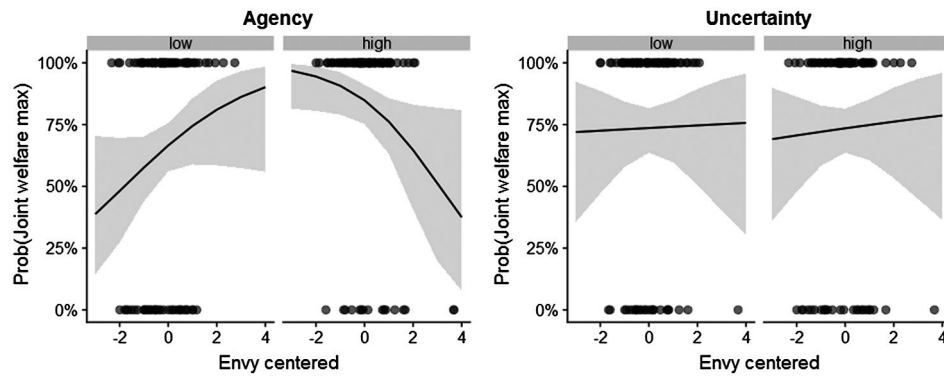 Agency
low high
Prob(Joint welfare max)
100%
75%
50%
25%
0%
-2 0 2 4 -2 0 2 4
Envy centered
Uncertainty
low high
Prob(Joint welfare max)
100%
75%
50%
25%
0%
-2 0 2 4 -2 0 2 4
Envy centered